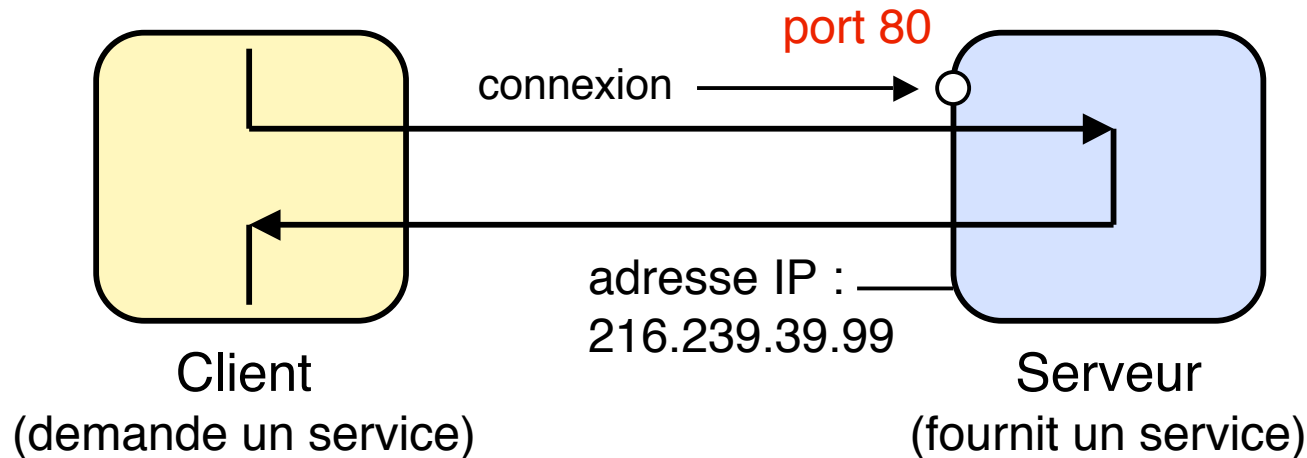 port 80
connexion
adresse IP :
216.239.39.99
Client
(demande un service)
Serveur
(fournit un service)